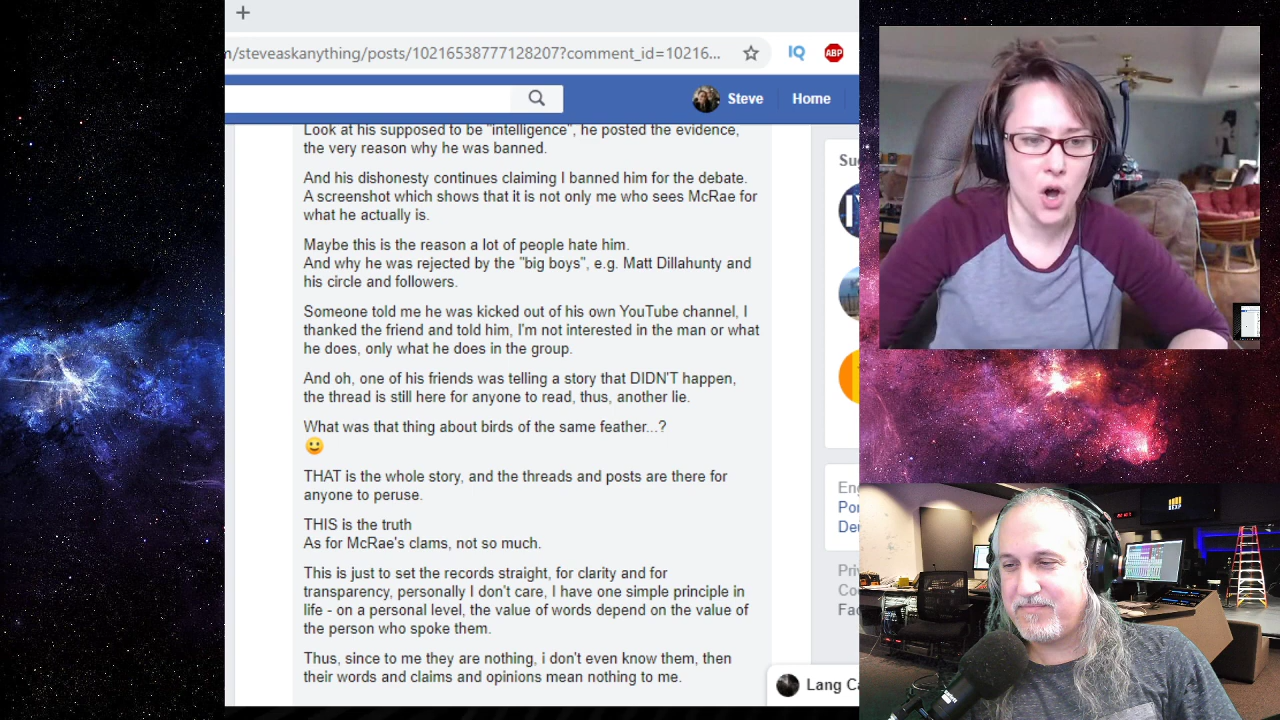 m/steveaskanything/posts/10216538777128207?comment_id=10216...
IQ
ABP
Steve
Home
Look at his supposed to be "intelligence", he posted the evidence,
the very reason why he was banned.
And his dishonesty continues claiming I banned him for the debate.
A screenshot which shows that it is not only me who sees McRae for
what he actually is.
Maybe this is the reason a lot of people hate him.
And why he was rejected by the "big boys", e.g. Matt Dillahunty and
his circle and followers.
Someone told me he was kicked out of his own YouTube channel, I
thanked the friend and told him, I'm not interested in the man or what
he does, only what he does in the group.
And oh, one of his friends was telling a story that DIDN'T happen,
the thread is still here for anyone to read, thus, another lie.
What was that thing about birds of the same feather...?
THAT is the whole story, and the threads and posts are there for
anyone to peruse.
THIS is the truth
As for McRae's clams, not so much.
This is just to set the records straight, for clarity and for
transparency, personally I don't care, I have one simple principle in
life - on a personal level, the value of words depend on the value of
the person who spoke them.
Thus, since to me they are nothing, i don't even know them, then
their words and claims and opinions mean nothing to me.
Su
Eng
Por
Der
Priv
Coo
Fac
Lang Ca